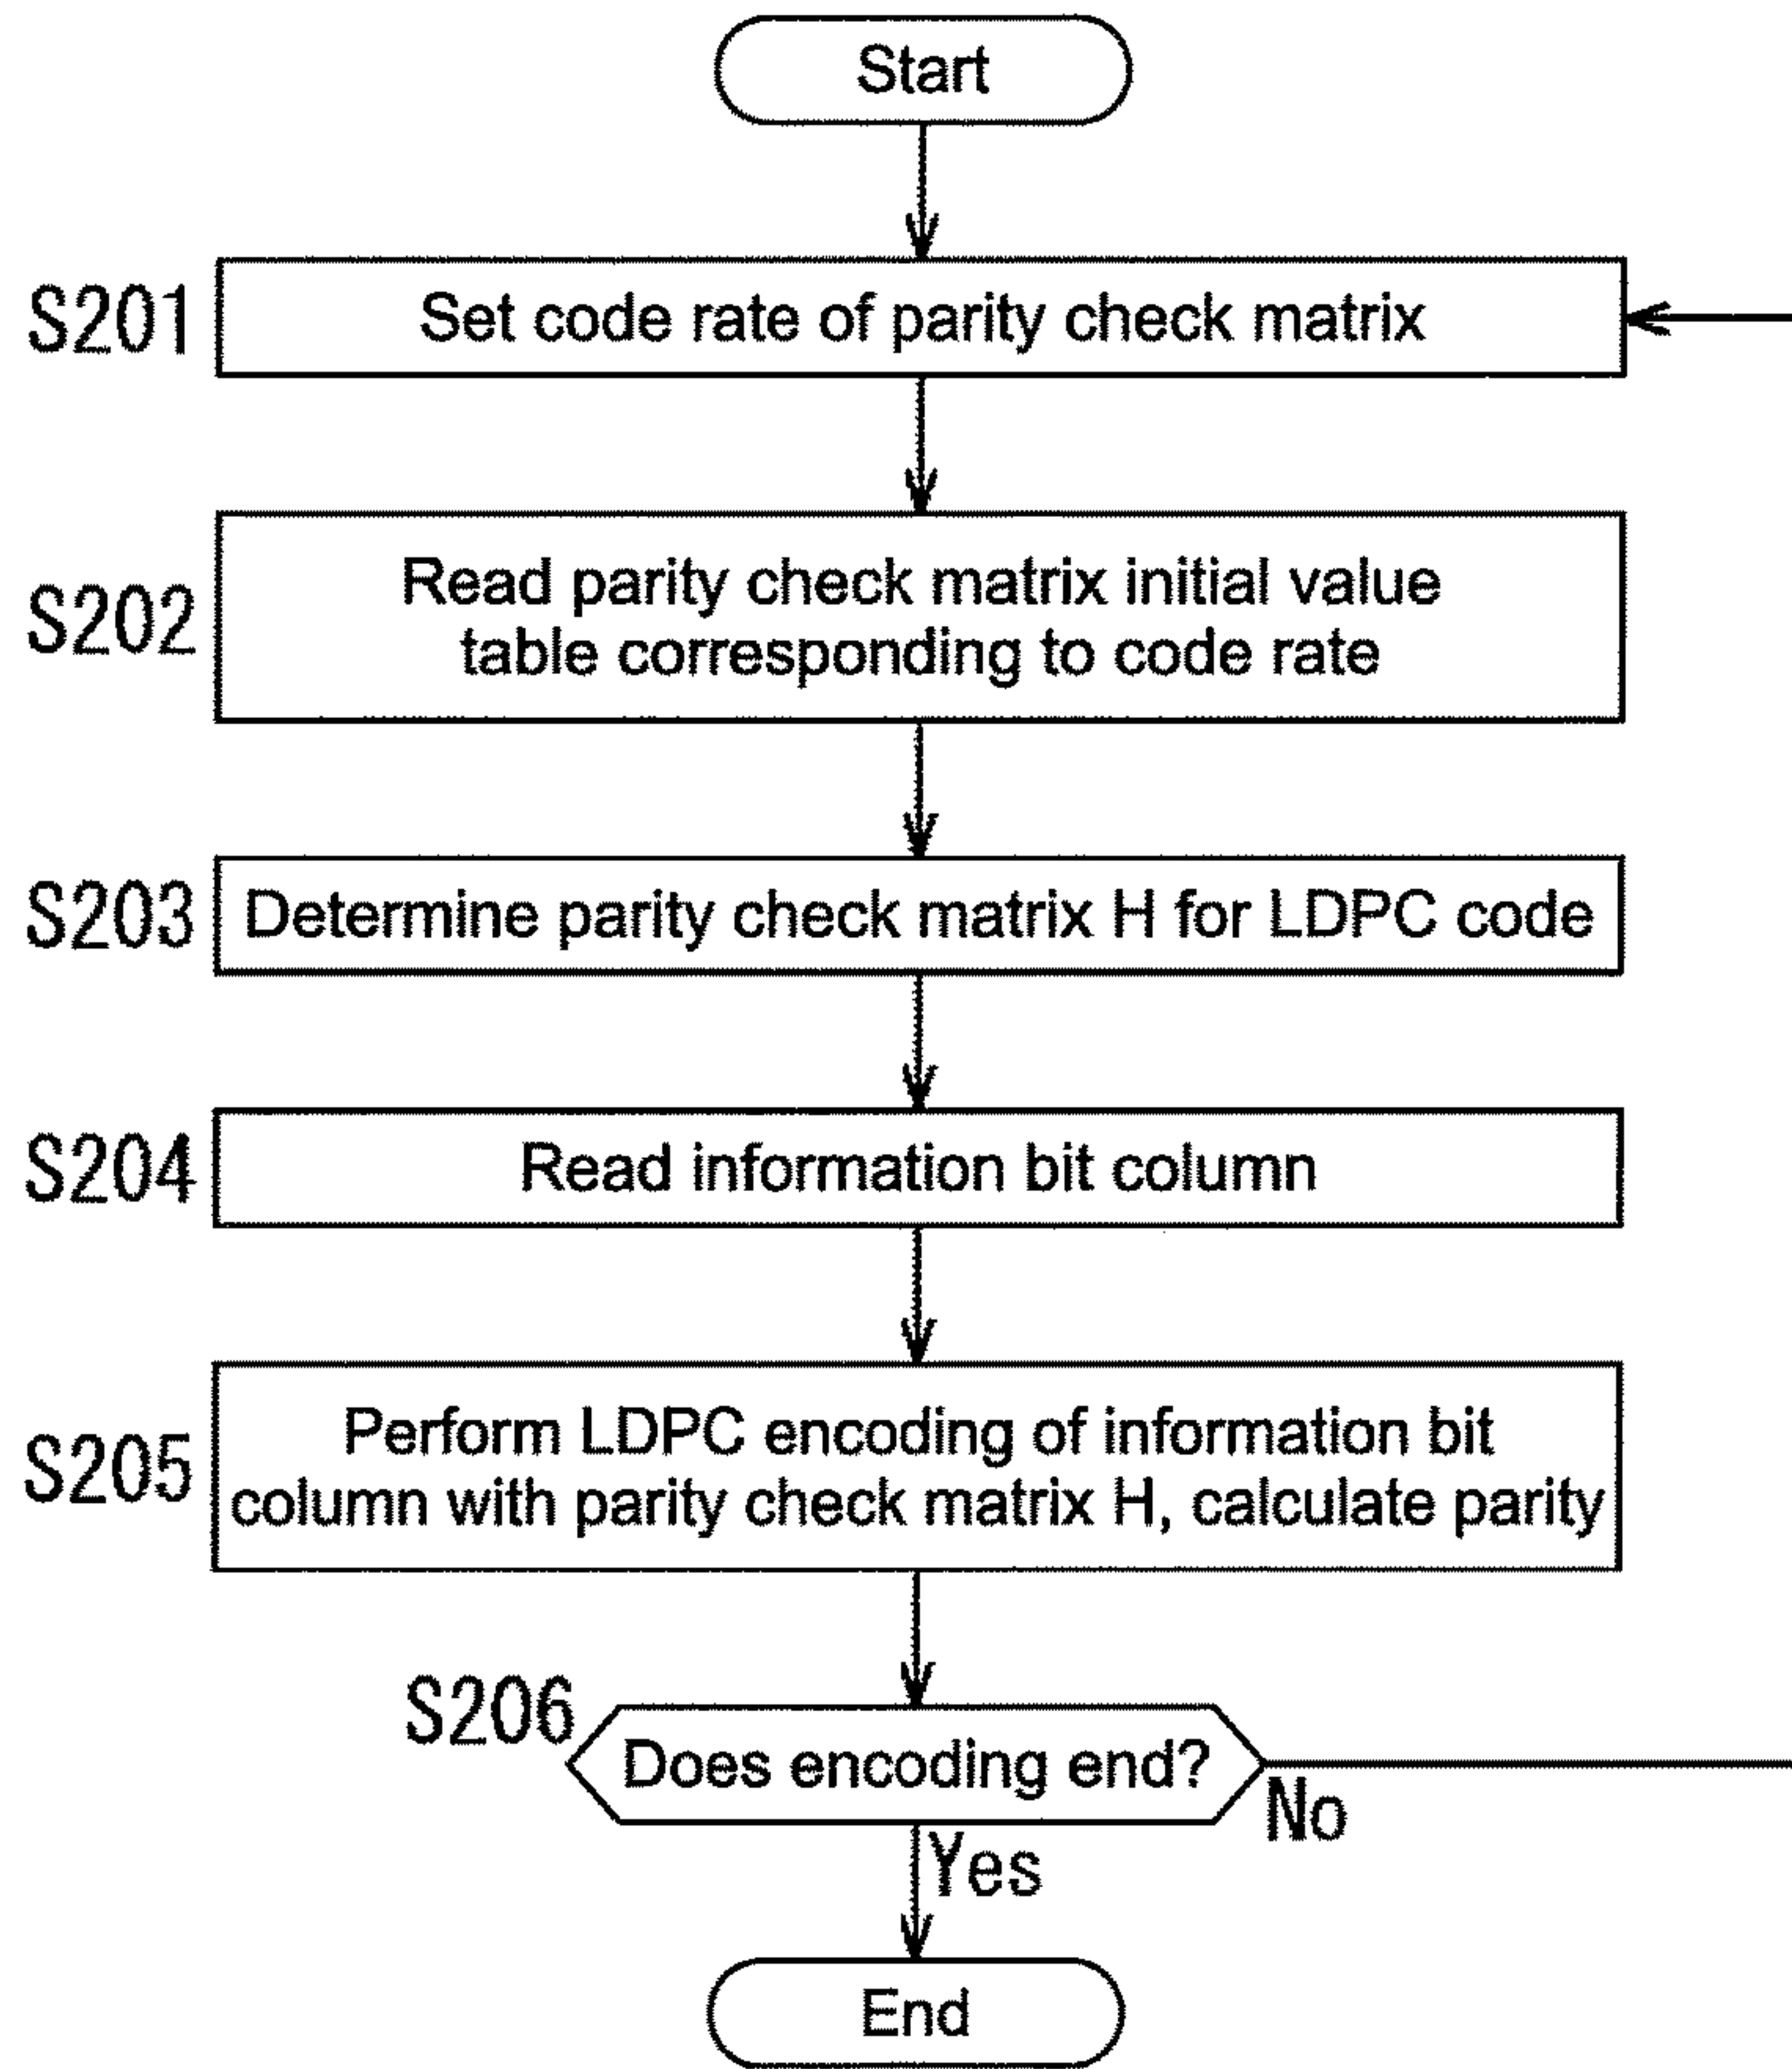 Start
S201
Set code rate of parity check matrix
S202
Read parity check matrix initial value
table corresponding to code rate
S203
Determine parity check matrix H for LDPC code
S204
Read information bit column
S205
Perform LDPC encoding of information bit
column with parity check matrix H, calculate parity
S206
Does encoding end?
No
Yes
End